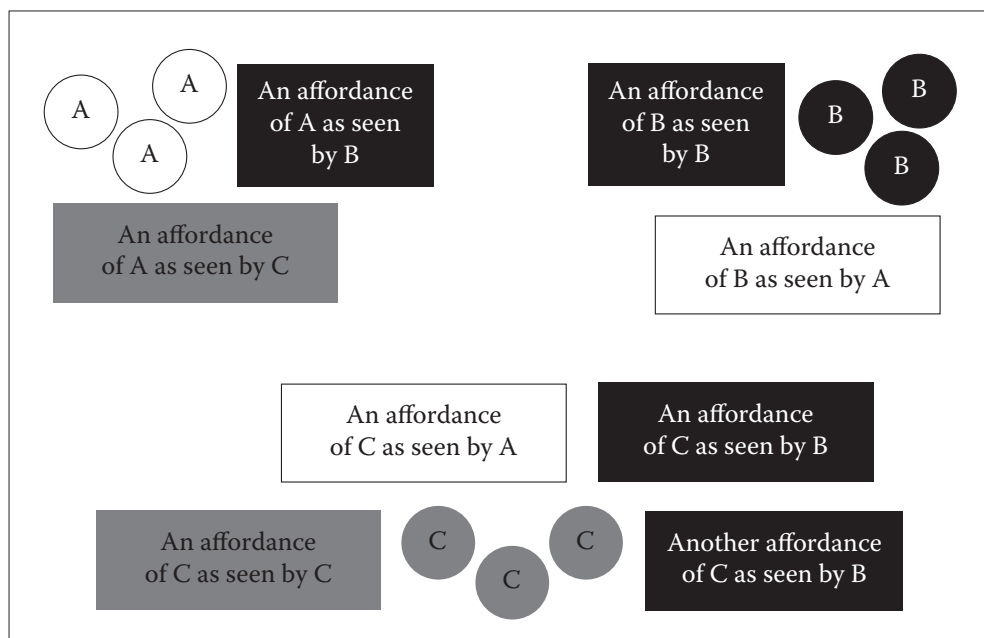 A
A
A
An affordance
of A as seen
by B
An affordance
of A as seen by C
An affordance
of B as seen
by B
B
B
B
An affordance
of B as seen by A
An affordance
of C as seen by A
An affordance
of C as seen by B
An affordance
of C as seen by C
C
C
C
Another affordance
of C as seen by B